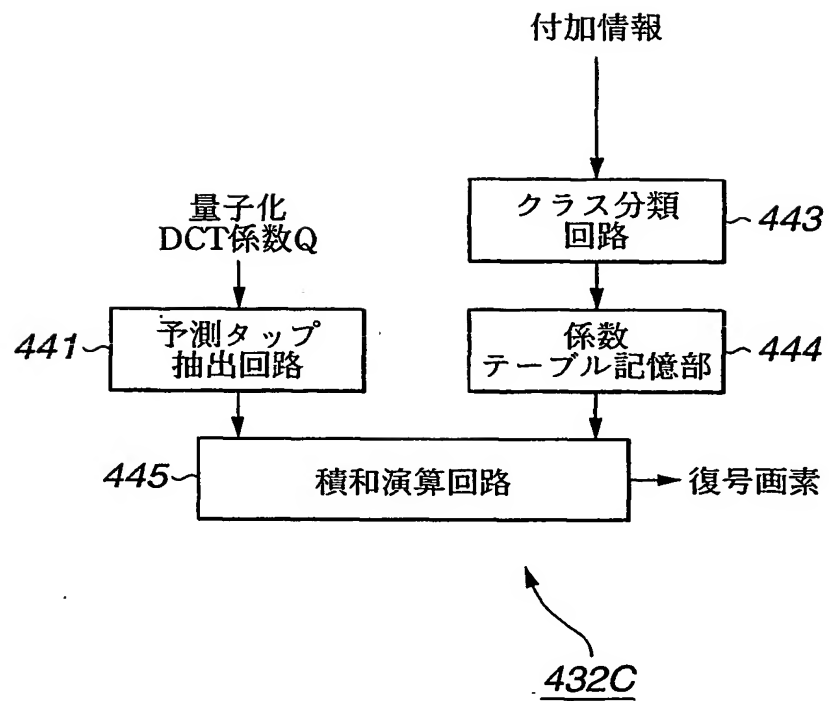 付加情報
クラス分類
回路
443
量子化
DCT係数Q
予測タップ
抽出回路
441
係数
テーブル記憶部
444
445
積和演算回路
復号画素
432C